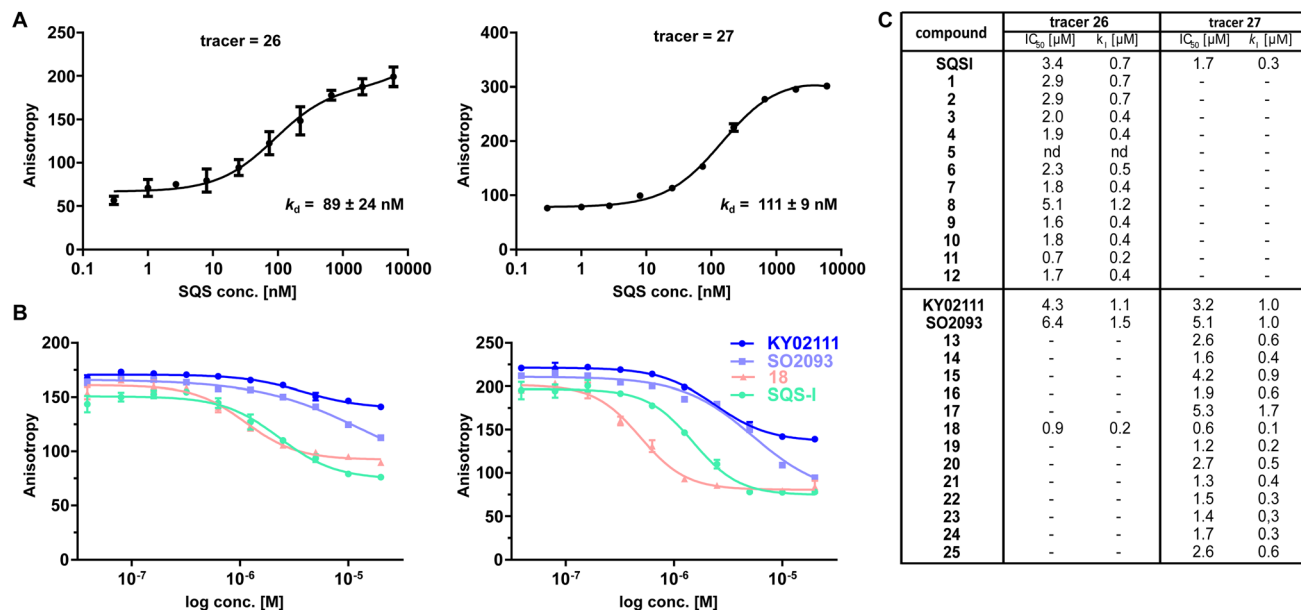 A
tracer = 26
Anisotropy
250
200
150
100
50
0
0.1 1 10 100 1000 10000
SQS conc. [nM]
k_d = 89 ± 24 nM
tracer = 27
Anisotropy
400
300
200
100
0
0.1 1 10 100 1000 10000
SQS conc. [nM]
k_d = 111 ± 9 nM
B
Anisotropy
200
150
100
50
0
10⁻⁷ 10⁻⁶ 10⁻⁵
log conc. [M]
Anisotropy
250
200
150
100
50
0
10⁻⁷ 10⁻⁶ 10⁻⁵
log conc. [M]
KY02111
SO2093
18
SQS-I
C
compound tracer 26 tracer 27
IC₅₀ [µM] k_I [µM] IC₅₀ [µM] k_I [µM]
SQSI 3.4 0.7 1.7 0.3
1 2.9 0.7 - -
2 2.9 0.7 - -
3 2.0 0.4 - -
4 1.9 0.4 - -
5 nd nd - -
6 2.3 0.5 - -
7 1.8 0.4 - -
8 5.1 1.2 - -
9 1.6 0.4 - -
10 1.8 0.4 - -
11 0.7 0.2 - -
12 1.7 0.4 - -
KY02111 4.3 1.1 3.2 1.0
SO2093 6.4 1.5 5.1 1.0
13 - - 2.6 0.6
14 - - 1.6 0.4
15 - - 4.2 0.9
16 - - 1.9 0.6
17 - - 5.3 1.7
18 0.9 0.2 0.6 0.1
19 - - 1.2 0.2
20 - - 2.7 0.5
21 - - 1.3 0.4
22 - - 1.5 0.3
23 - - 1.4 0,3
24 - - 1.7 0.3
25 - - 2.6 0.6